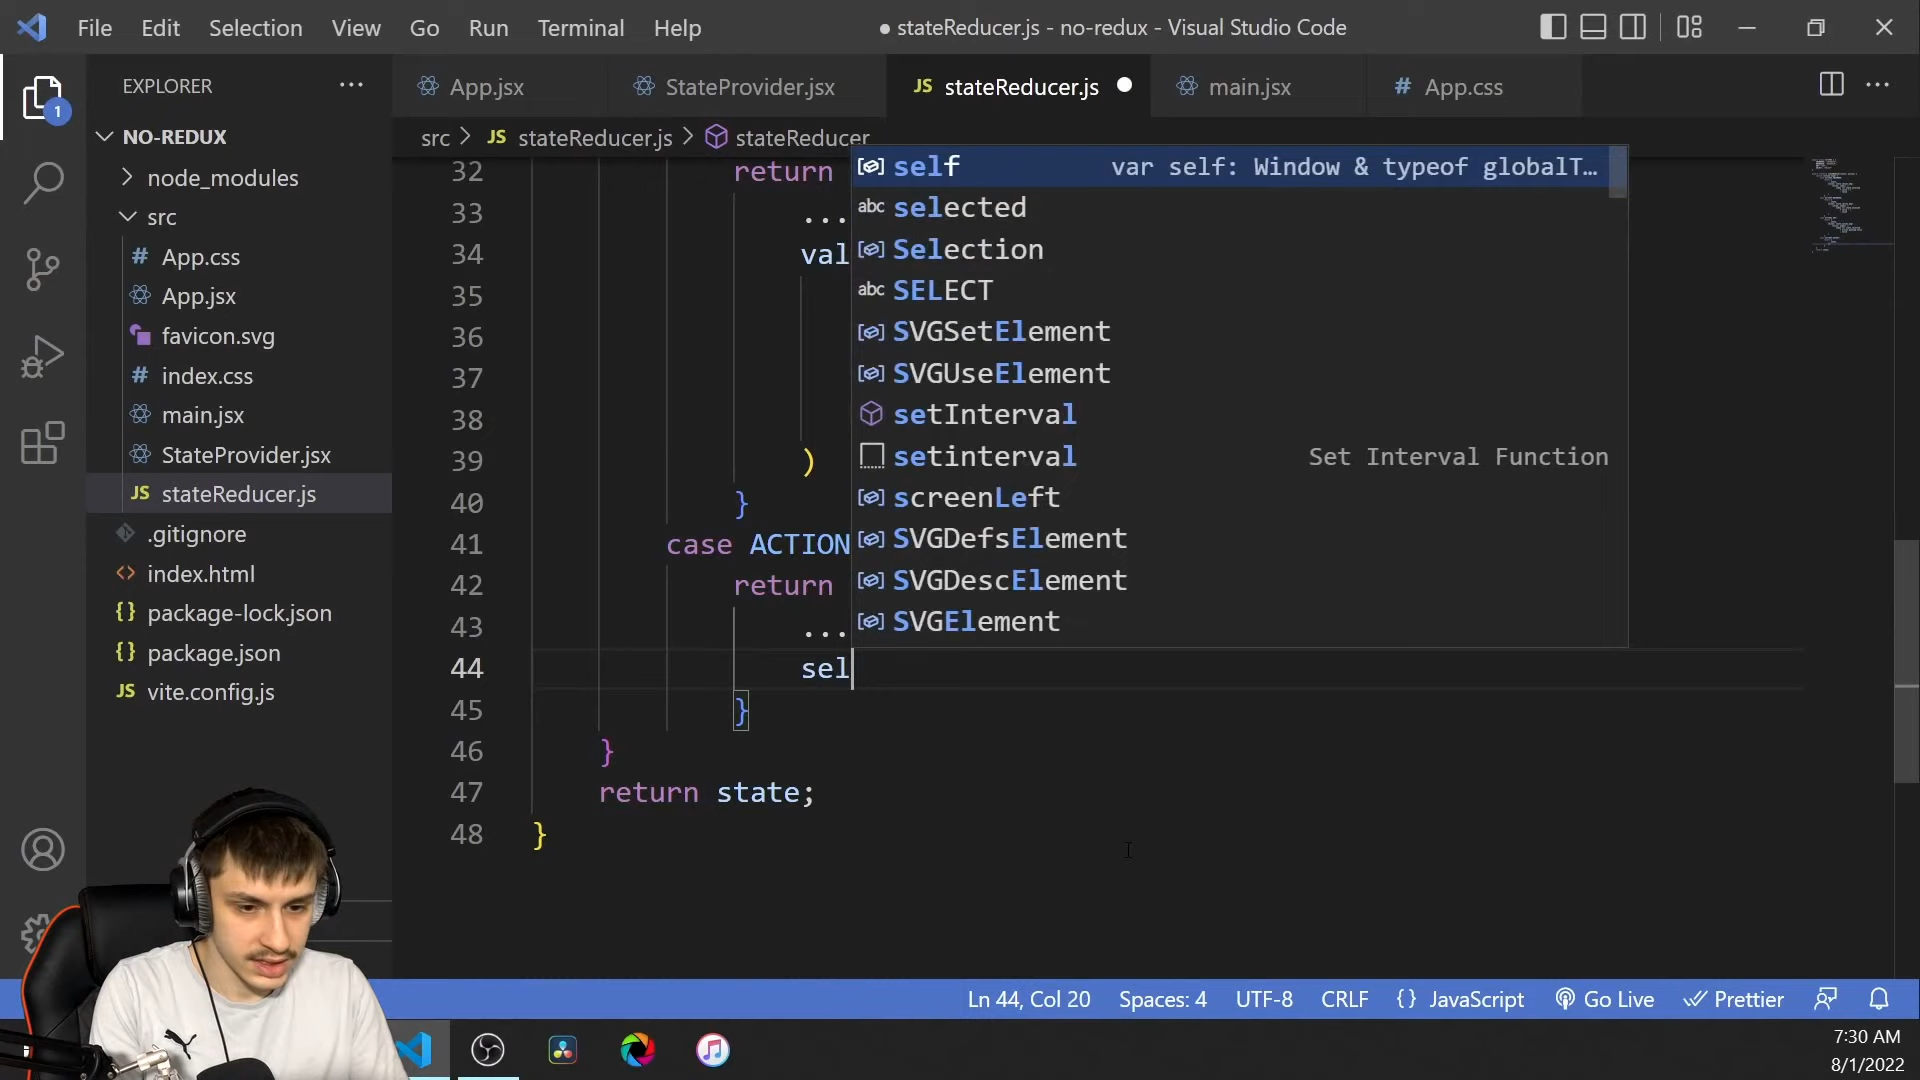 File Edit Selection View Go Run Terminal Help
● stateReducer.js - no-redux - Visual Studio Code
EXPLORER
App.jsx
StateProvider.jsx
JS stateReducer.js
main.jsx
# App.css
1
NO-REDUX
node_modules
src
# App.css
App.jsx
favicon.svg
# index.css
main.jsx
StateProvider.jsx
JS stateReducer.js
.gitignore
<> index.html
{} package-lock.json
{} package.json
JS vite.config.js
src > JS stateReducer.js > stateReducer
32 return
33 ...
34 val
35
36
37
38
39 )
40 }
41 case ACTION
42 return
43 ...
44 sel
45 }
46 }
47 return state;
48 }
self var self: Window & typeof globalT…
abc selected
Selection
abc SELECT
SVGSetElement
SVGUseElement
setInterval
setinterval Set Interval Function
screenLeft
SVGDefsElement
SVGDescElement
SVGElement
Ln 44, Col 20 Spaces: 4 UTF-8 CRLF {} JavaScript Go Live Prettier
7:30 AM
8/1/2022